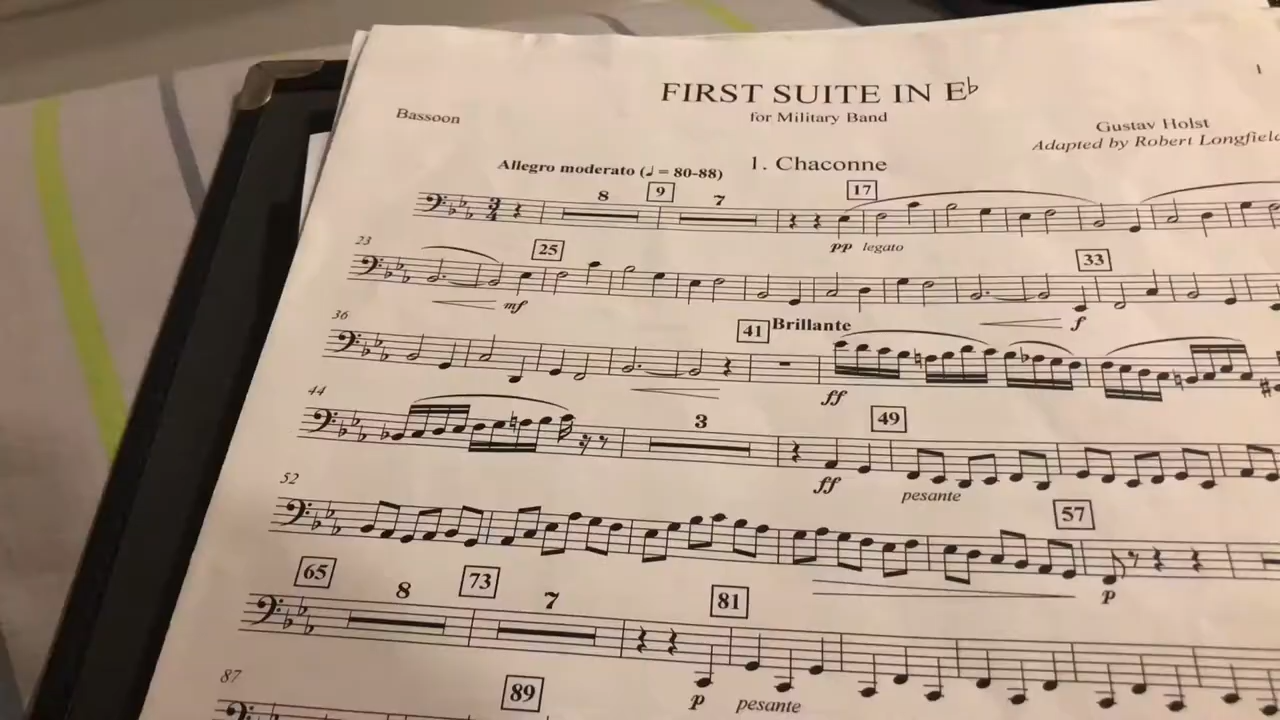 1
FIRST SUITE IN E♭
Bassoon
for Military Band
Gustav Holst
Adapted by Robert Longfiel
1. Chaconne
Allegro moderato (♩ = 80-88)
8 9 7 17
pp legato
23 25 33
mf f
36 41 Brillante
ff
44 3 49
ff pesante
52 57
p
65 8 73 7 81
p pesante
87 89